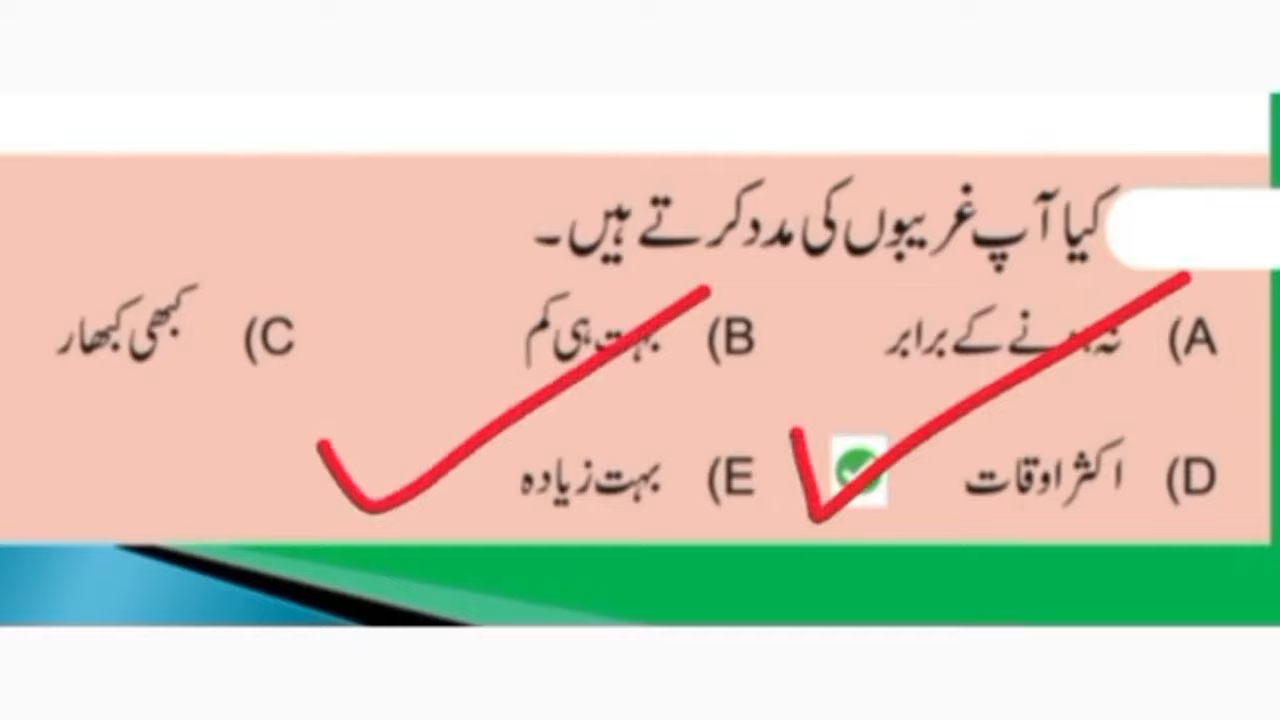 کیا آپ غریبوں کی مدد کرتے ہیں۔
(A نہ ہونے کے برابر (B بہت ہی کم (C کبھی کبھار
(D اکثر اوقات (E بہت زیادہ